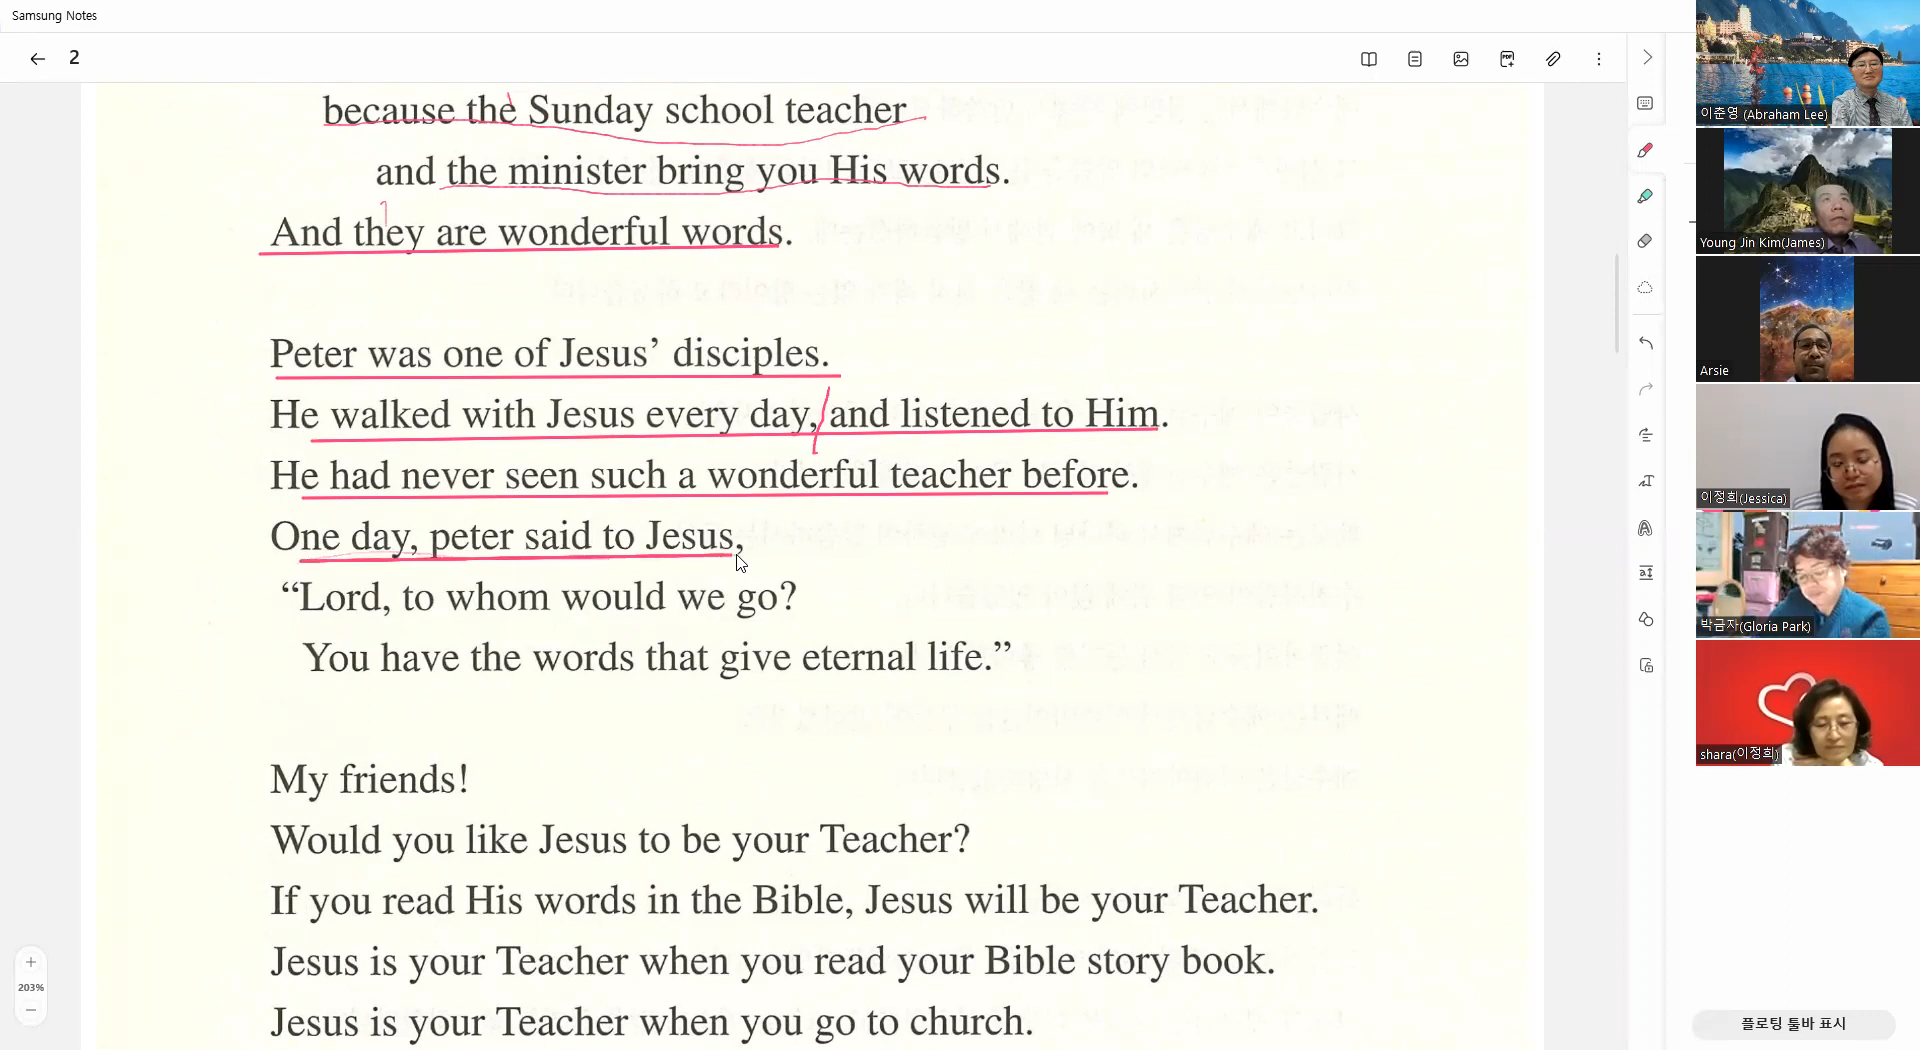 Samsung Notes
2
because the Sunday school teacher
and the minister bring you His words.
And they are wonderful words.
Peter was one of Jesus’ disciples.
He walked with Jesus every day, and listened to Him.
He had never seen such a wonderful teacher before.
One day, peter said to Jesus,
“Lord, to whom would we go?
You have the words that give eternal life.”
My friends!
Would you like Jesus to be your Teacher?
If you read His words in the Bible, Jesus will be your Teacher.
Jesus is your Teacher when you read your Bible story book.
Jesus is your Teacher when you go to church.
203%
이춘영 (Abraham Lee)
Young Jin Kim(James)
Arsie
이정희(Jessica)
박금자(Gloria Park)
shara(이정희)
플로팅 툴바 표시